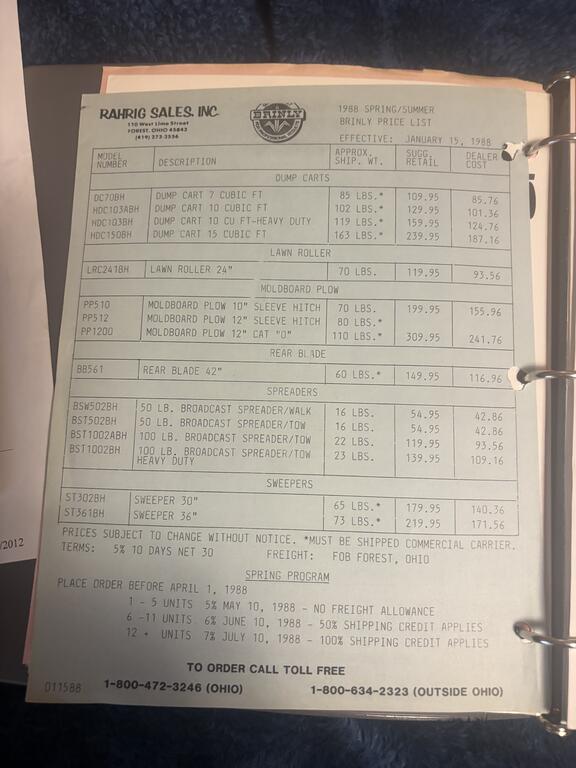 RAHRIG SALES, INC.
110 West Lima Street
FOREST, OHIO 45843
(419) 273-2556
BRINLY
1988 SPRING/SUMMER
BRINLY PRICE LIST
EFFECTIVE: JANUARY 15, 1988
MODEL NUMBER DESCRIPTION APPROX. SHIP. WT. SUGG. RETAIL DEALER COST
DUMP CARTS
DC70BH DUMP CART 7 CUBIC FT 85 LBS.* 109.95 85.76
HDC103ABH DUMP CART 10 CUBIC FT 102 LBS.* 129.95 101.36
HDC103BH DUMP CART 10 CU FT-HEAVY DUTY 119 LBS.* 159.95 124.76
HDC150BH DUMP CART 15 CUBIC FT 163 LBS.* 239.95 187.16
LAWN ROLLER
LRC241BH LAWN ROLLER 24" 70 LBS. 119.95 93.56
MOLDBOARD PLOW
PP510 MOLDBOARD PLOW 10" SLEEVE HITCH 70 LBS. 199.95 155.96
PP512 MOLDBOARD PLOW 12" SLEEVE HITCH 80 LBS.*
PP1200 MOLDBOARD PLOW 12" CAT "0" 110 LBS.* 309.95 241.76
REAR BLADE
BB561 REAR BLADE 42" 60 LBS.* 149.95 116.96
SPREADERS
BSW502BH 50 LB. BROADCAST SPREADER/WALK 16 LBS. 54.95 42.86
BST502BH 50 LB. BROADCAST SPREADER/TOW 16 LBS. 54.95 42.86
BST1002ABH 100 LB. BROADCAST SPREADER/TOW 22 LBS. 119.95 93.56
BST1002BH 100 LB. BROADCAST SPREADER/TOW 23 LBS. 139.95 109.16
HEAVY DUTY
SWEEPERS
ST302BH SWEEPER 30" 65 LBS.* 179.95 140.36
ST361BH SWEEPER 36" 73 LBS.* 219.95 171.56
PRICES SUBJECT TO CHANGE WITHOUT NOTICE. *MUST BE SHIPPED COMMERCIAL CARRIER.
TERMS: 5% 10 DAYS NET 30 FREIGHT: FOB FOREST, OHIO
SPRING PROGRAM
PLACE ORDER BEFORE APRIL 1, 1988
1 - 5 UNITS 5% MAY 10, 1988 - NO FREIGHT ALLOWANCE
6 -11 UNITS 6% JUNE 10, 1988 - 50% SHIPPING CREDIT APPLIES
12 + UNITS 7% JULY 10, 1988 - 100% SHIPPING CREDIT APPLIES
TO ORDER CALL TOLL FREE
011588 1-800-472-3246 (OHIO) 1-800-634-2323 (OUTSIDE OHIO)
/2012